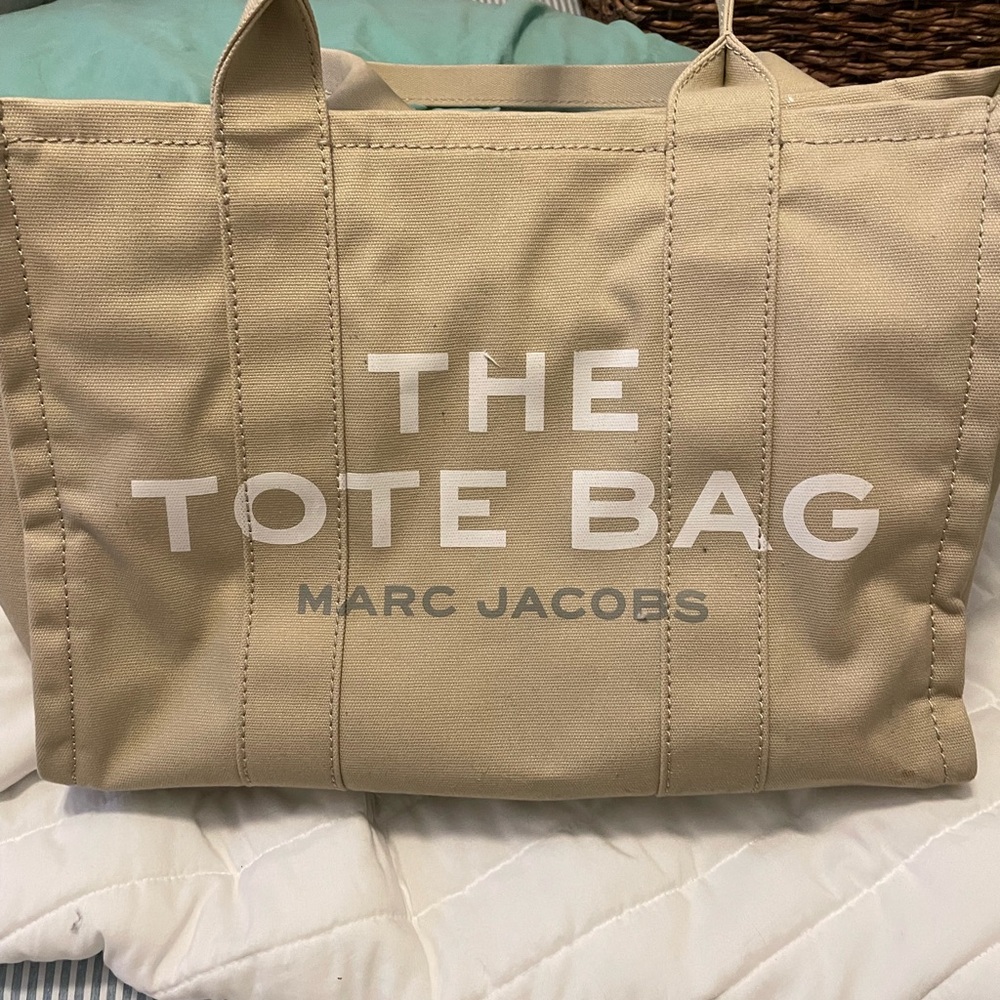 THE
TOTE BAG
MARC JACOBS